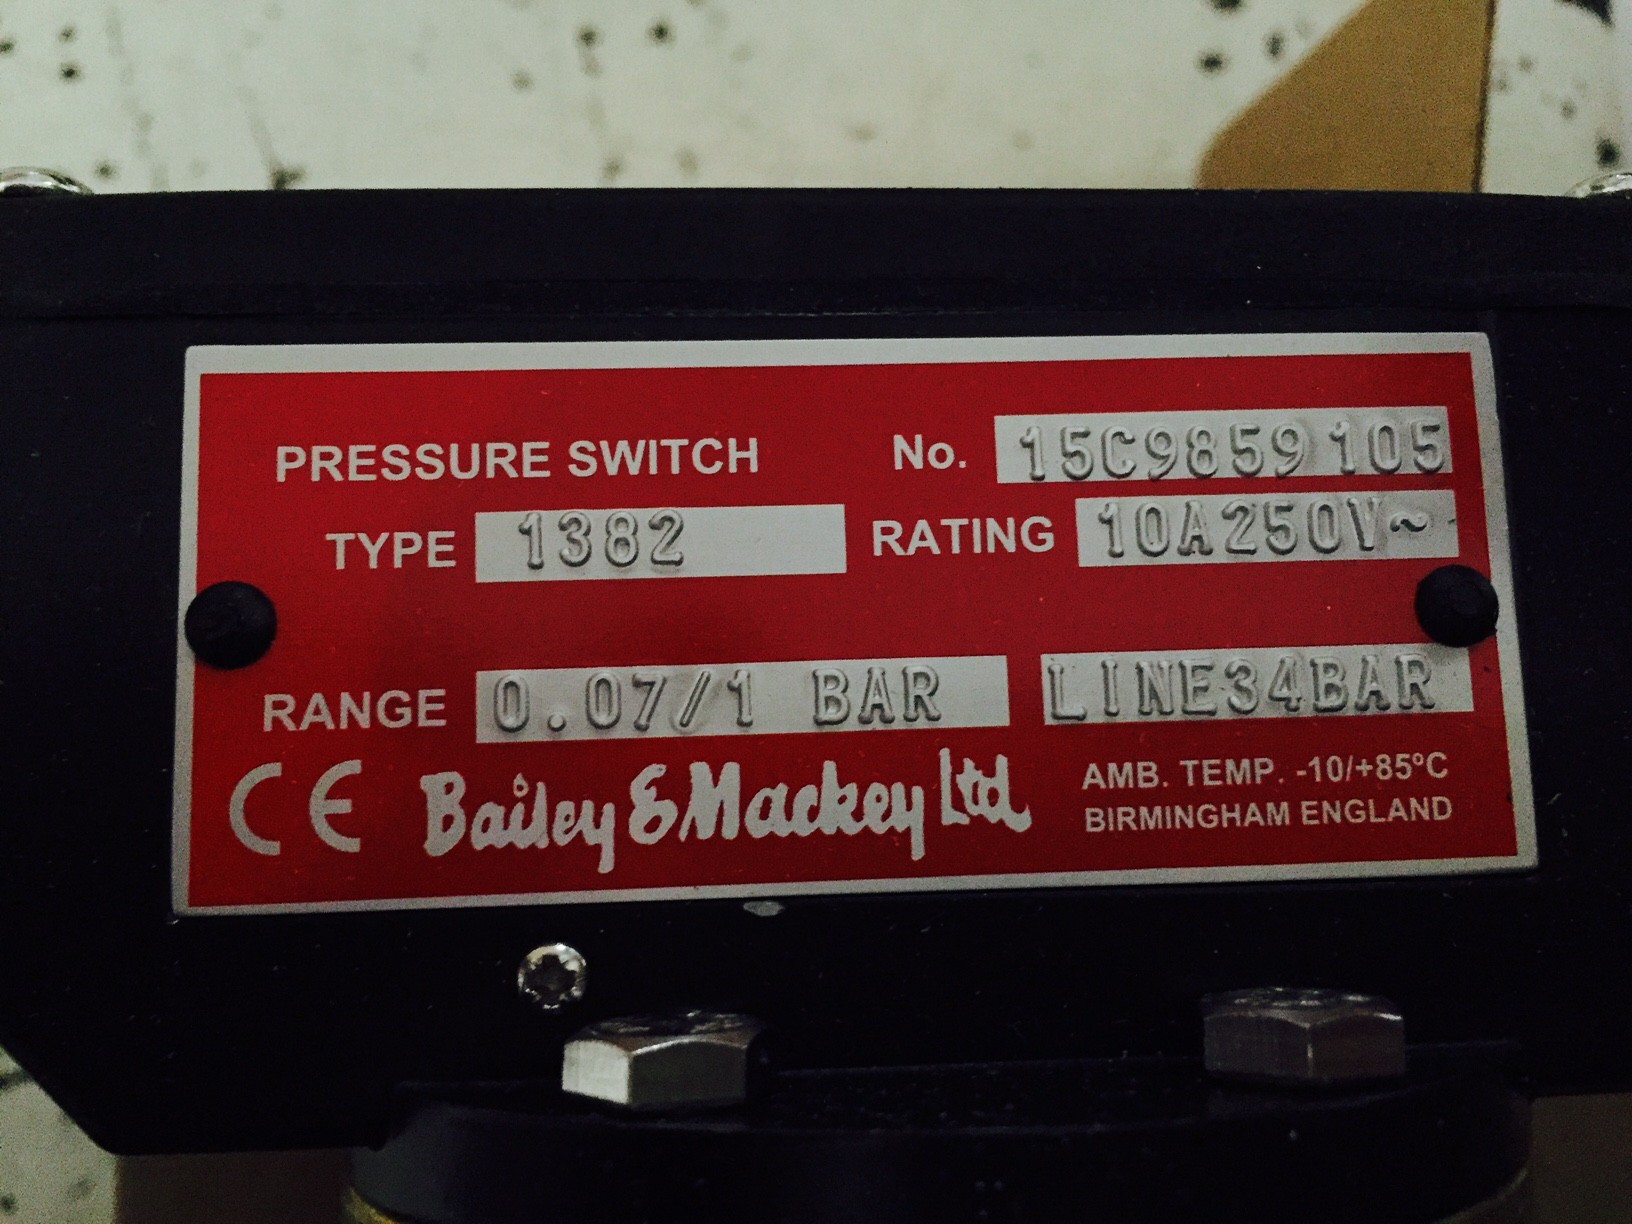 PRESSURE SWITCH No. 15C9859 105
TYPE 1382 RATING 10A250V~
RANGE 0.07/1 BAR LINE34BAR
CE Bailey & Mackey Ltd AMB. TEMP. -10/+85ºC
BIRMINGHAM ENGLAND